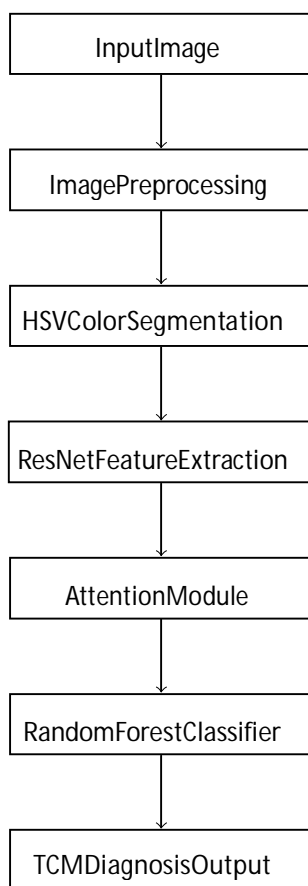 InputImage
ImagePreprocessing
HSVColorSegmentation
ResNetFeatureExtraction
AttentionModule
RandomForestClassifier
TCMDiagnosisOutput